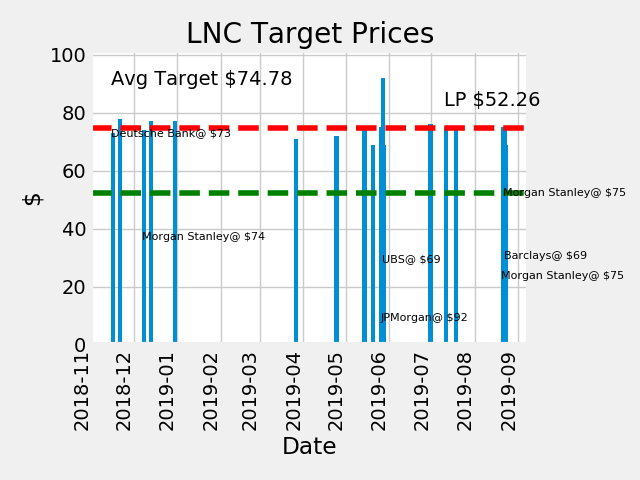 LNC Target Prices
100
Avg Target $74.78
LP $52.26
80
Deutsche Bank@ $73
60
Morgan Stanley@ $75
$
40
Morgan Stanley@ $74
UBS@ $69
Barclays@ $69
Morgan Stanley@ $75
20
JPMorgan@ $92
0
2018-11
2018-12
2019-01
2019-02
2019-03
2019-04
2019-05
2019-06
2019-07
2019-08
2019-09
Date